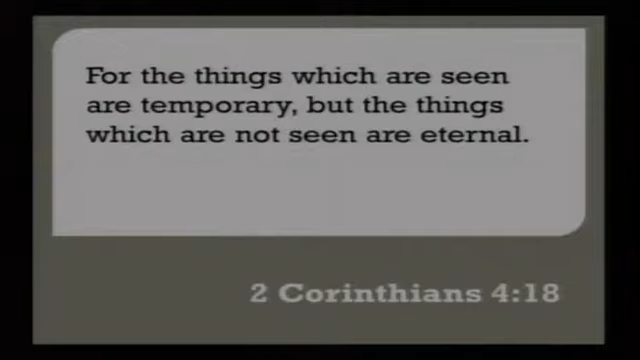 For the things which are seen
are temporary, but the things
which are not seen are eternal.
2 Corinthians 4:18